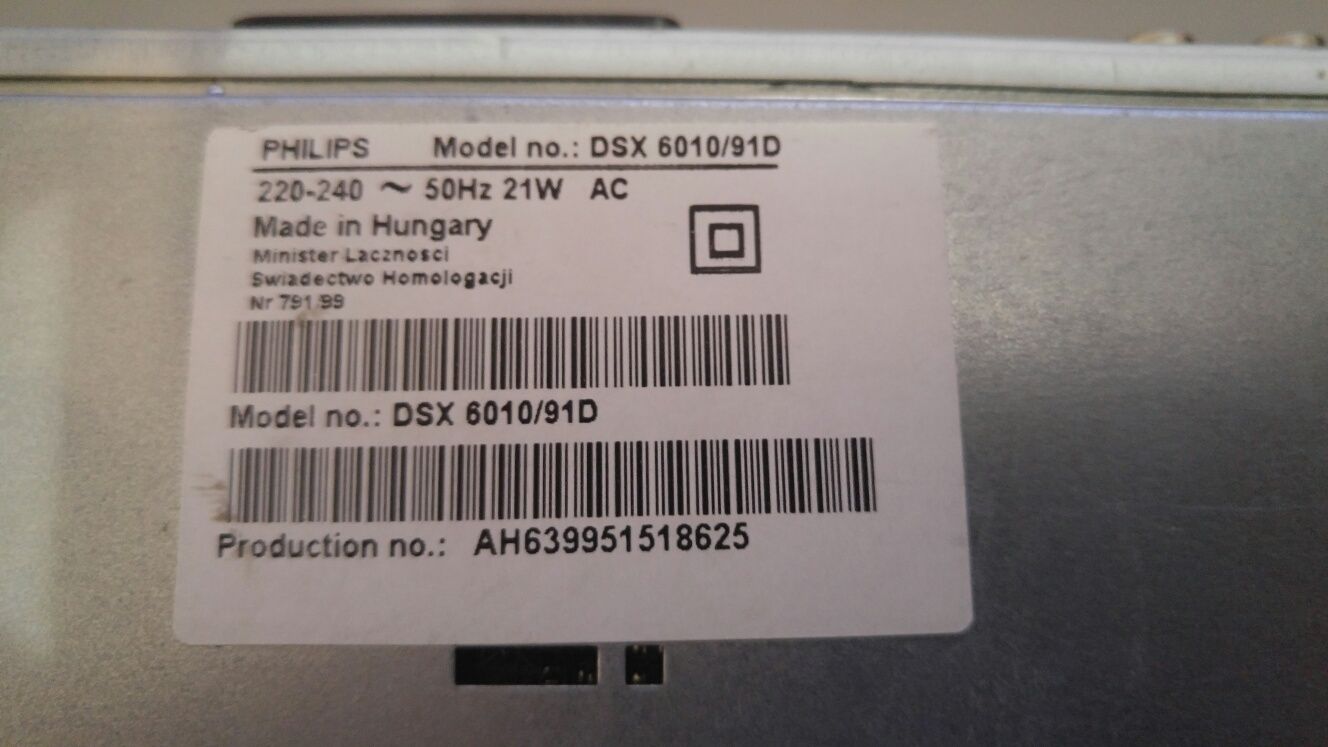 PHILIPS Model no.: DSX 6010/91D
220-240 ~ 50Hz 21W AC
Made in Hungary
Minister Lacznosci
Swiadectwo Homologacji
Nr 791/99
Model no.: DSX 6010/91D
Production no.: AH639951518625